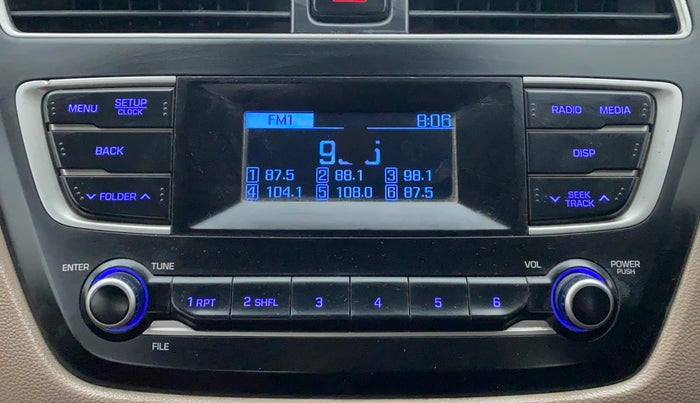 MENU SETUP CLOCK
BACK
FOLDER
FM1 8:06
1 87.5 2 88.1 3 98.1
4 104.1 5 108.0 6 87.5
RADIO MEDIA
DISP
SEEK TRACK
ENTER TUNE
FILE
1 RPT 2 SHFL 3 4 5 6
VOL POWER PUSH